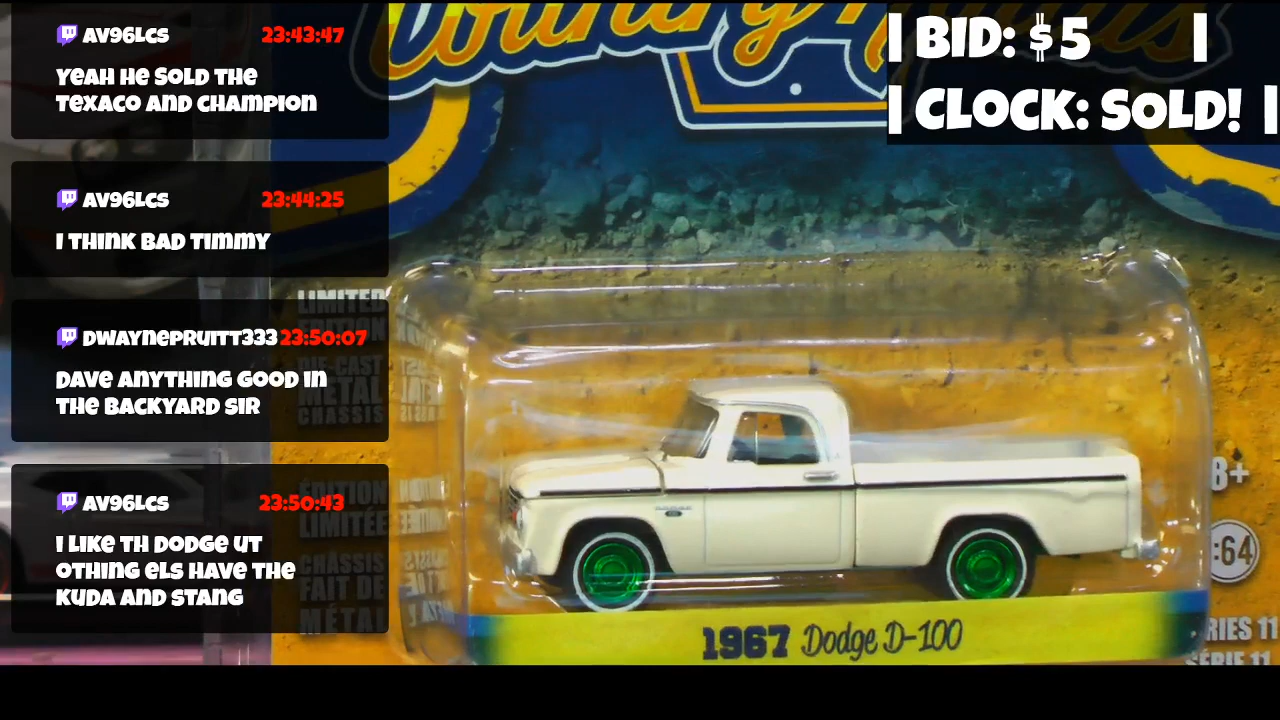 AV96LCS 23:43:47
YEAH HE SOLD THE
TEXACO AND CHAMPION
AV96LCS 23:44:25
I THINK BAD TIMMY
DWAYNEPRUITT333 23:50:07
DAVE ANYTHING GOOD IN
THE BACKYARD SIR
AV96LCS 23:50:43
I LIKE TH DODGE UT
OTHING ELS HAVE THE
KUDA AND STANG
Country Roads
| BID: $5 |
| CLOCK: SOLD! |
LIMITED
EDITION
DIE-CAST
METAL
CHASSIS
ÉDITION
LIMITÉE
CHÂSSIS
FAIT DE
MÉTAL
8+
:64
RIES 11
SÉRIE 11
1967 Dodge D-100